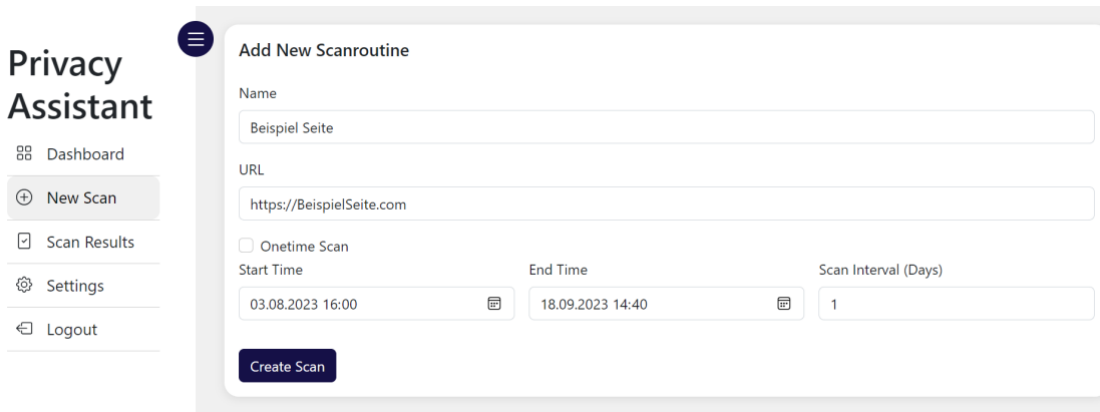 Privacy
Assistant
Dashboard
New Scan
Scan Results
Settings
Logout
Add New Scanroutine
Name
Beispiel Seite
URL
https://BeispielSeite.com
Onetime Scan
Start Time End Time Scan Interval (Days)
03.08.2023 16:00 18.09.2023 14:40 1
Create Scan